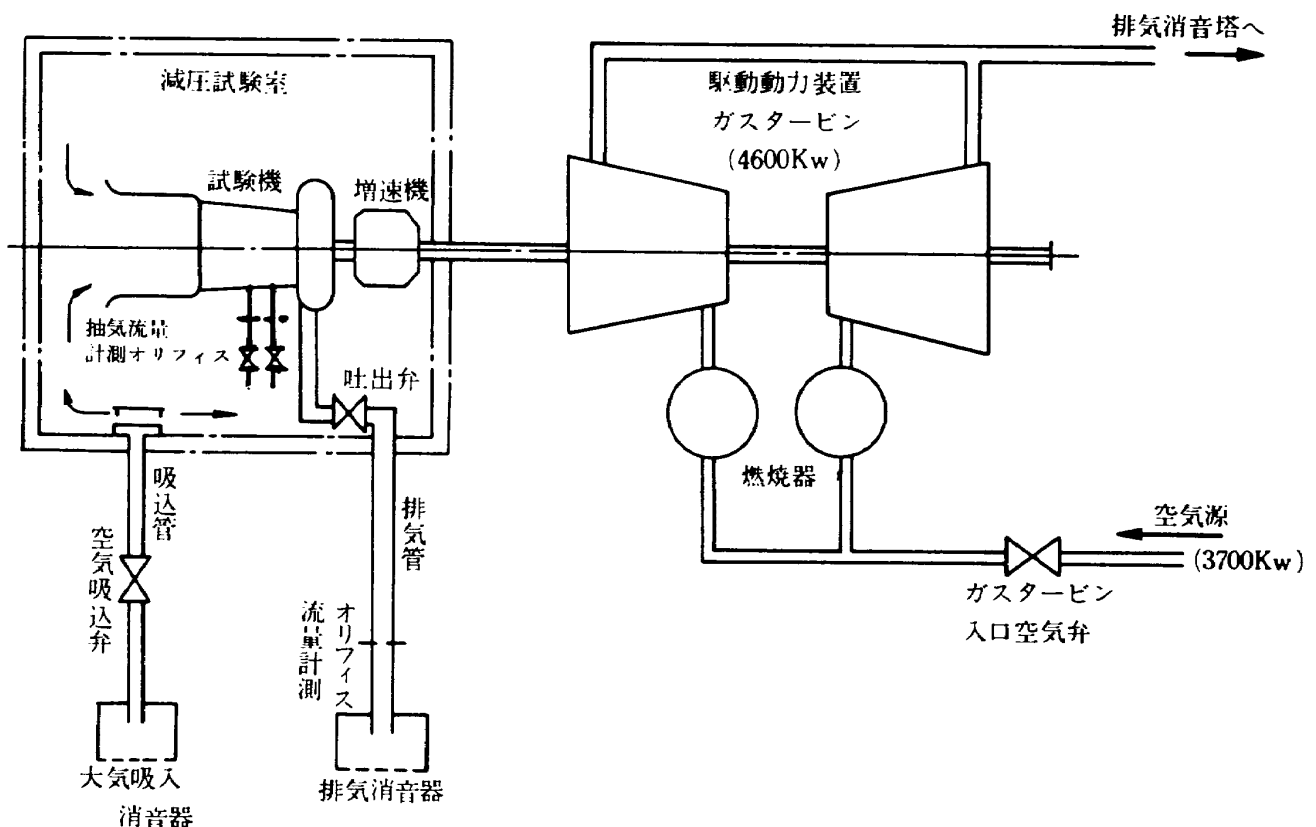 排気消音塔へ
減圧試験室
駆動動力装置
ガスタービン
(4600Kw)
試験機
増速機
抽気流量
計測オリフィス
吐出弁
吸込管
空気吸込弁
排気管
オリフィス
流量計測
燃焼器
空気源
(3700Kw)
ガスタービン
入口空気弁
大気吸入
消音器
排気消音器